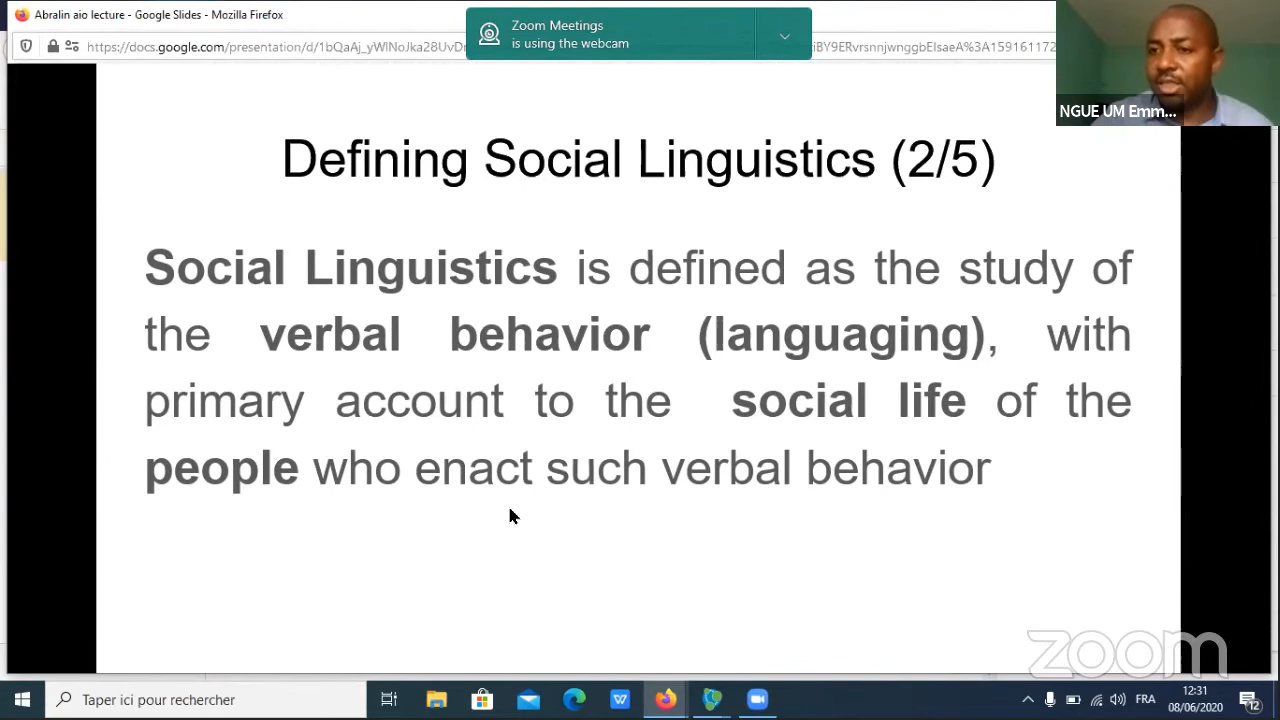 Abralin aio lecture - Google Slides - Mozilla Firefox
Zoom Meetings
is using the webcam
NGUE UM Emm...
Defining Social Linguistics (2/5)
Social Linguistics is defined as the study of
the verbal behavior (languaging), with
primary account to the social life of the
people who enact such verbal behavior
zoom
Taper ici pour rechercher
FRA
12:31
08/06/2020
12